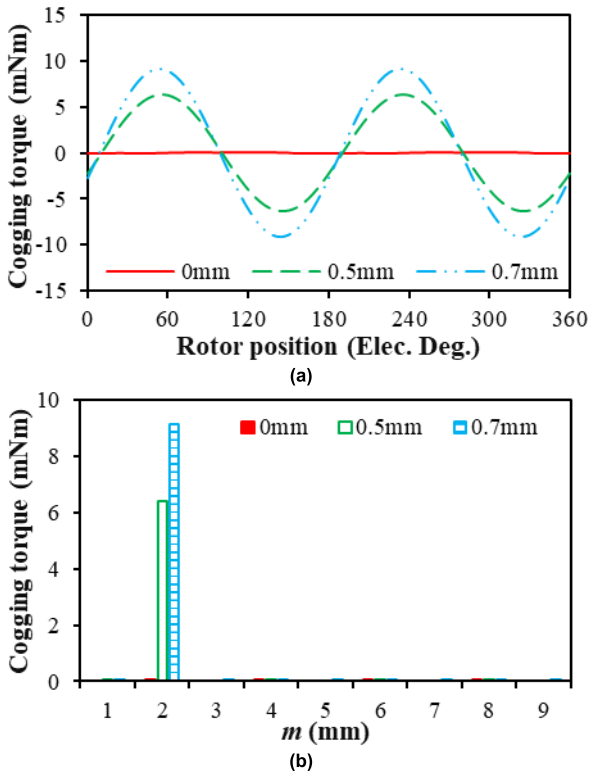 15
10
5
0
-5
-10
-15
Cogging torque (mNm)
0mm 0.5mm 0.7mm
0 60 120 180 240 300 360
Rotor position (Elec. Deg.)
(a)
10
8
6
4
2
0
Cogging torque (mNm)
0mm 0.5mm 0.7mm
1 2 3 4 5 6 7 8 9
m (mm)
(b)